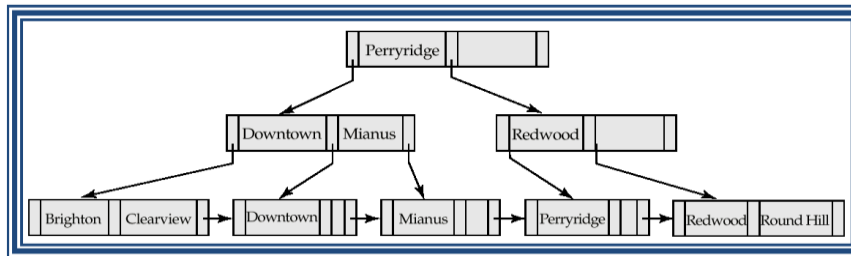 Perryridge
Downtown Mianus Redwood
Brighton Clearview Downtown Mianus Perryridge Redwood Round Hill